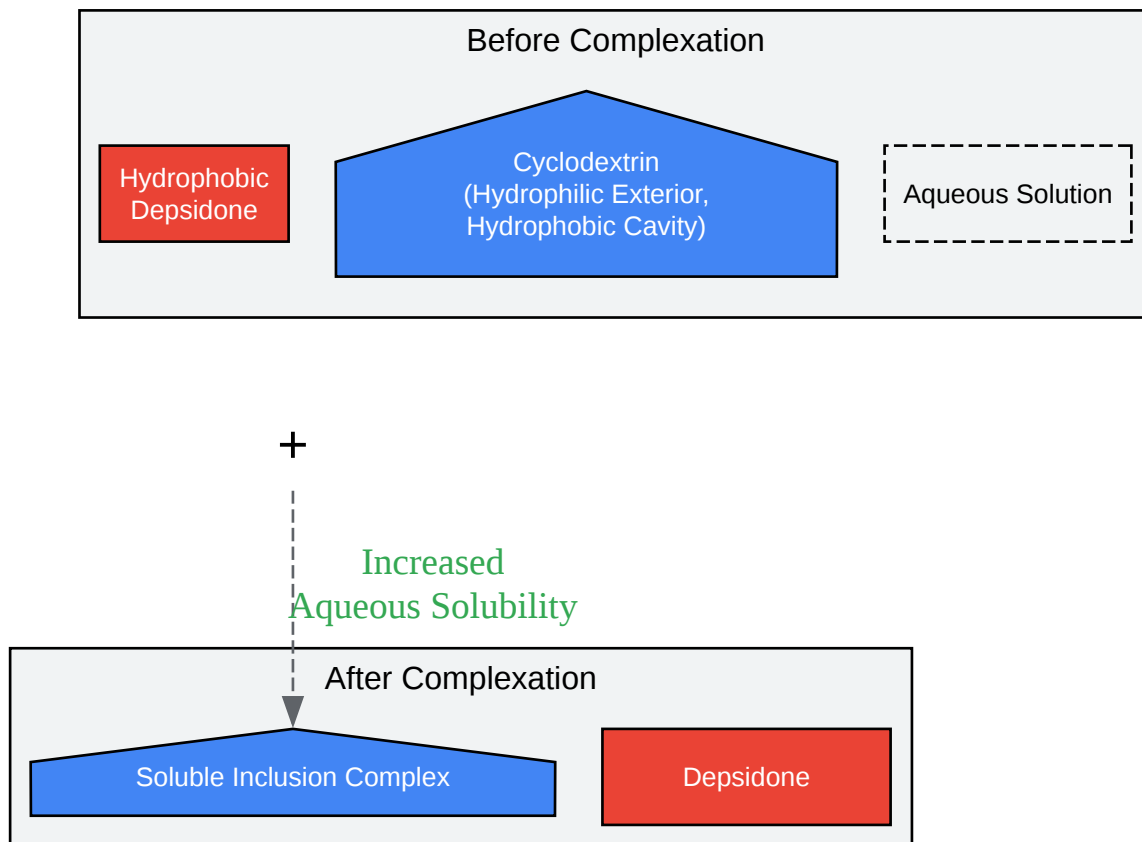 Before Complexation
Hydrophobic
Depsidone
Cyclodextrin
(Hydrophilic Exterior,
Hydrophobic Cavity)
Aqueous Solution
+
Increased
Aqueous Solubility
After Complexation
Soluble Inclusion Complex
Depsidone